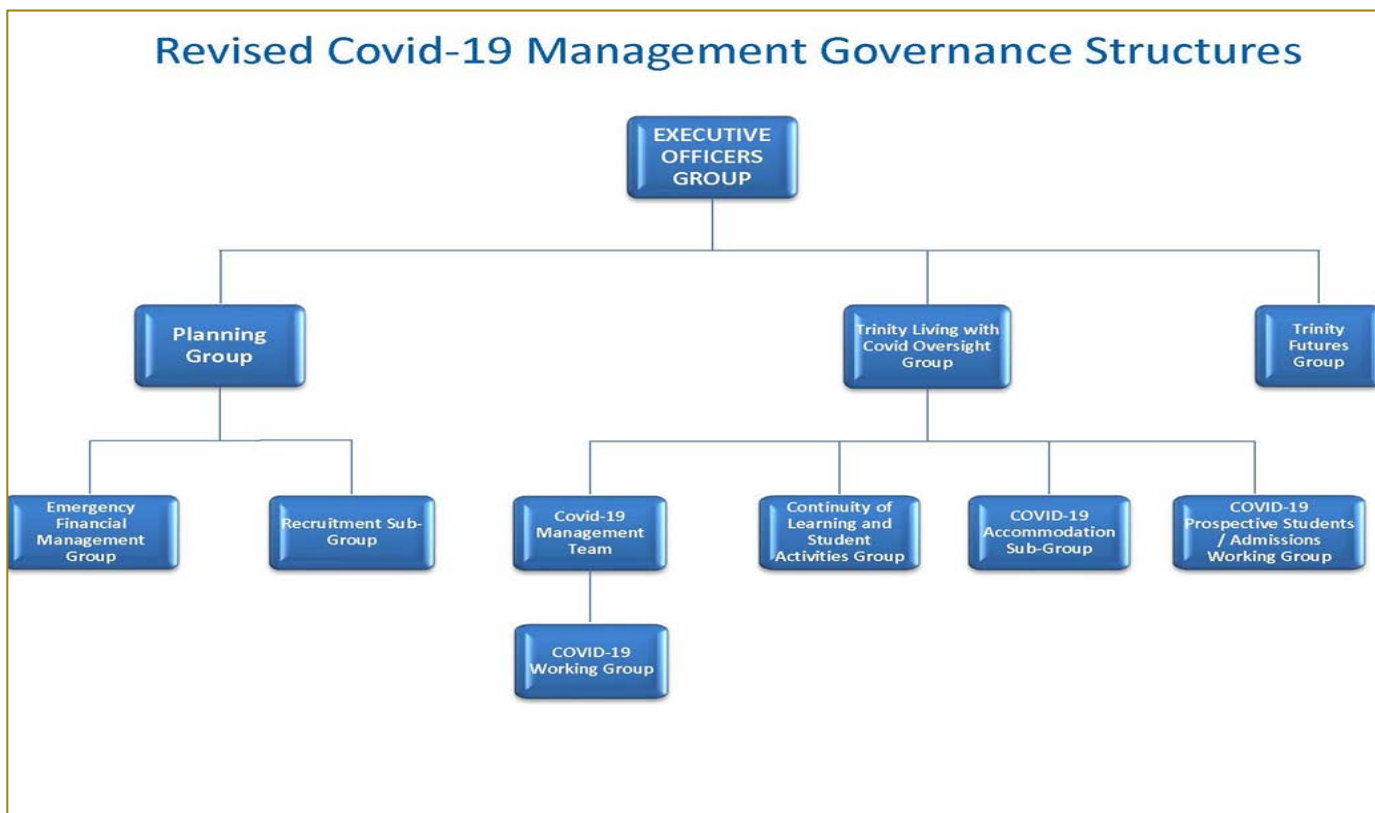 Revised Covid-19 Management Governance Structures
EXECUTIVE
OFFICERS
GROUP
Planning
Group
Trinity Living with
Covid Oversight
Group
Trinity
Futures
Group
Emergency
Financial
Management
Group
Recruitment Sub-
Group
Covid-19
Management
Team
Continuity of
Learning and
Student
Activities Group
COVID-19
Accommodation
Sub-Group
COVID-19
Prospective Students
/ Admissions
Working Group
COVID-19
Working Group